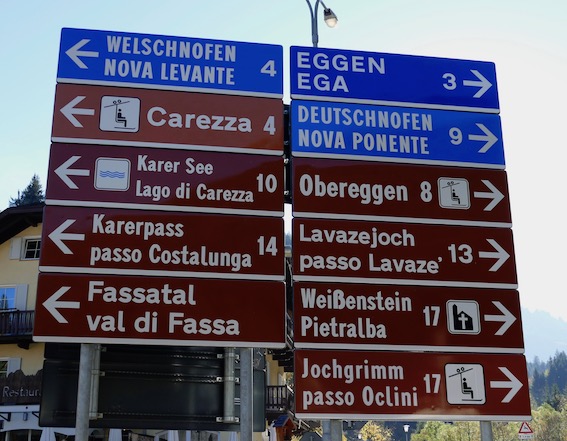 WELSCHNOFEN
NOVA LEVANTE 4
Carezza 4
Karer See
Lago di Carezza 10
Karerpass
passo Costalunga 14
Fassatal
val di Fassa
EGGEN
EGA 3
DEUTSCHNOFEN
NOVA PONENTE 9
Obereggen 8
Lavazejoch
passo Lavaze' 13
Weißenstein
Pietralba 17
Jochgrimm
passo Oclini 17